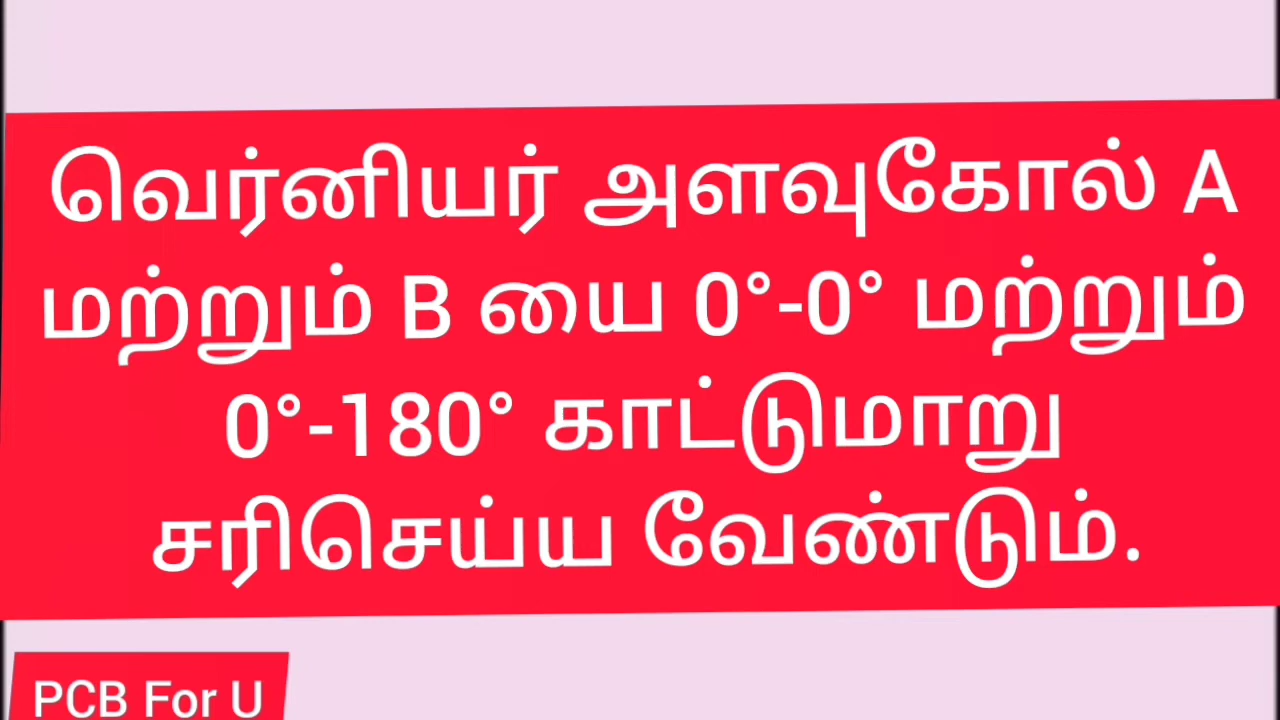 வெர்னியர் அளவுகோல் A
மற்றும் B யை 0°-0° மற்றும்
0°-180° காட்டுமாறு
சரிசெய்ய வேண்டும்.
PCB For U